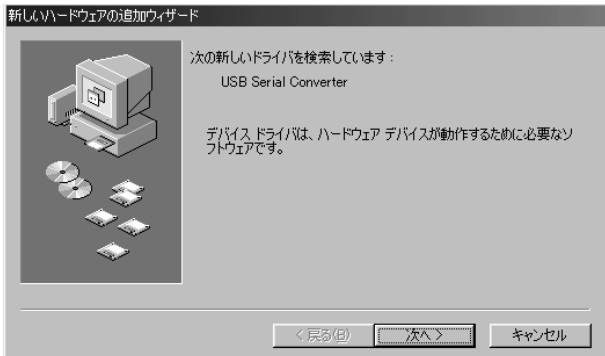 新しいハードウェアの追加ウィザード
次の新しいドライバを検索しています：
USB Serial Converter
デバイス ドライバは、ハードウェア デバイスが動作するために必要なソ
フトウェアです。
< 戻る(B)
次へ >
キャンセル